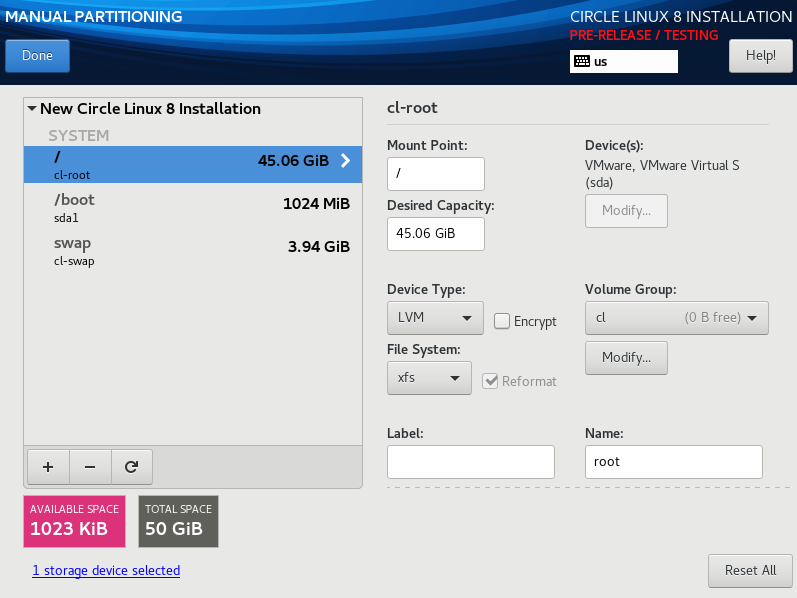 MANUAL PARTITIONING
CIRCLE LINUX 8 INSTALLATION
PRE-RELEASE / TESTING
Done
us
Help!
New Circle Linux 8 Installation
SYSTEM
/
45.06 GiB
cl-root
/boot
1024 MiB
sda1
swap
3.94 GiB
cl-swap
+
−
AVAILABLE SPACE
1023 KiB
TOTAL SPACE
50 GiB
1 storage device selected
cl-root
Mount Point:
/
Desired Capacity:
45.06 GiB
Device(s):
VMware, VMware Virtual S
(sda)
Modify...
Device Type:
LVM
Encrypt
File System:
xfs
Reformat
Volume Group:
cl (0 B free)
Modify...
Label:
Name:
root
Reset All